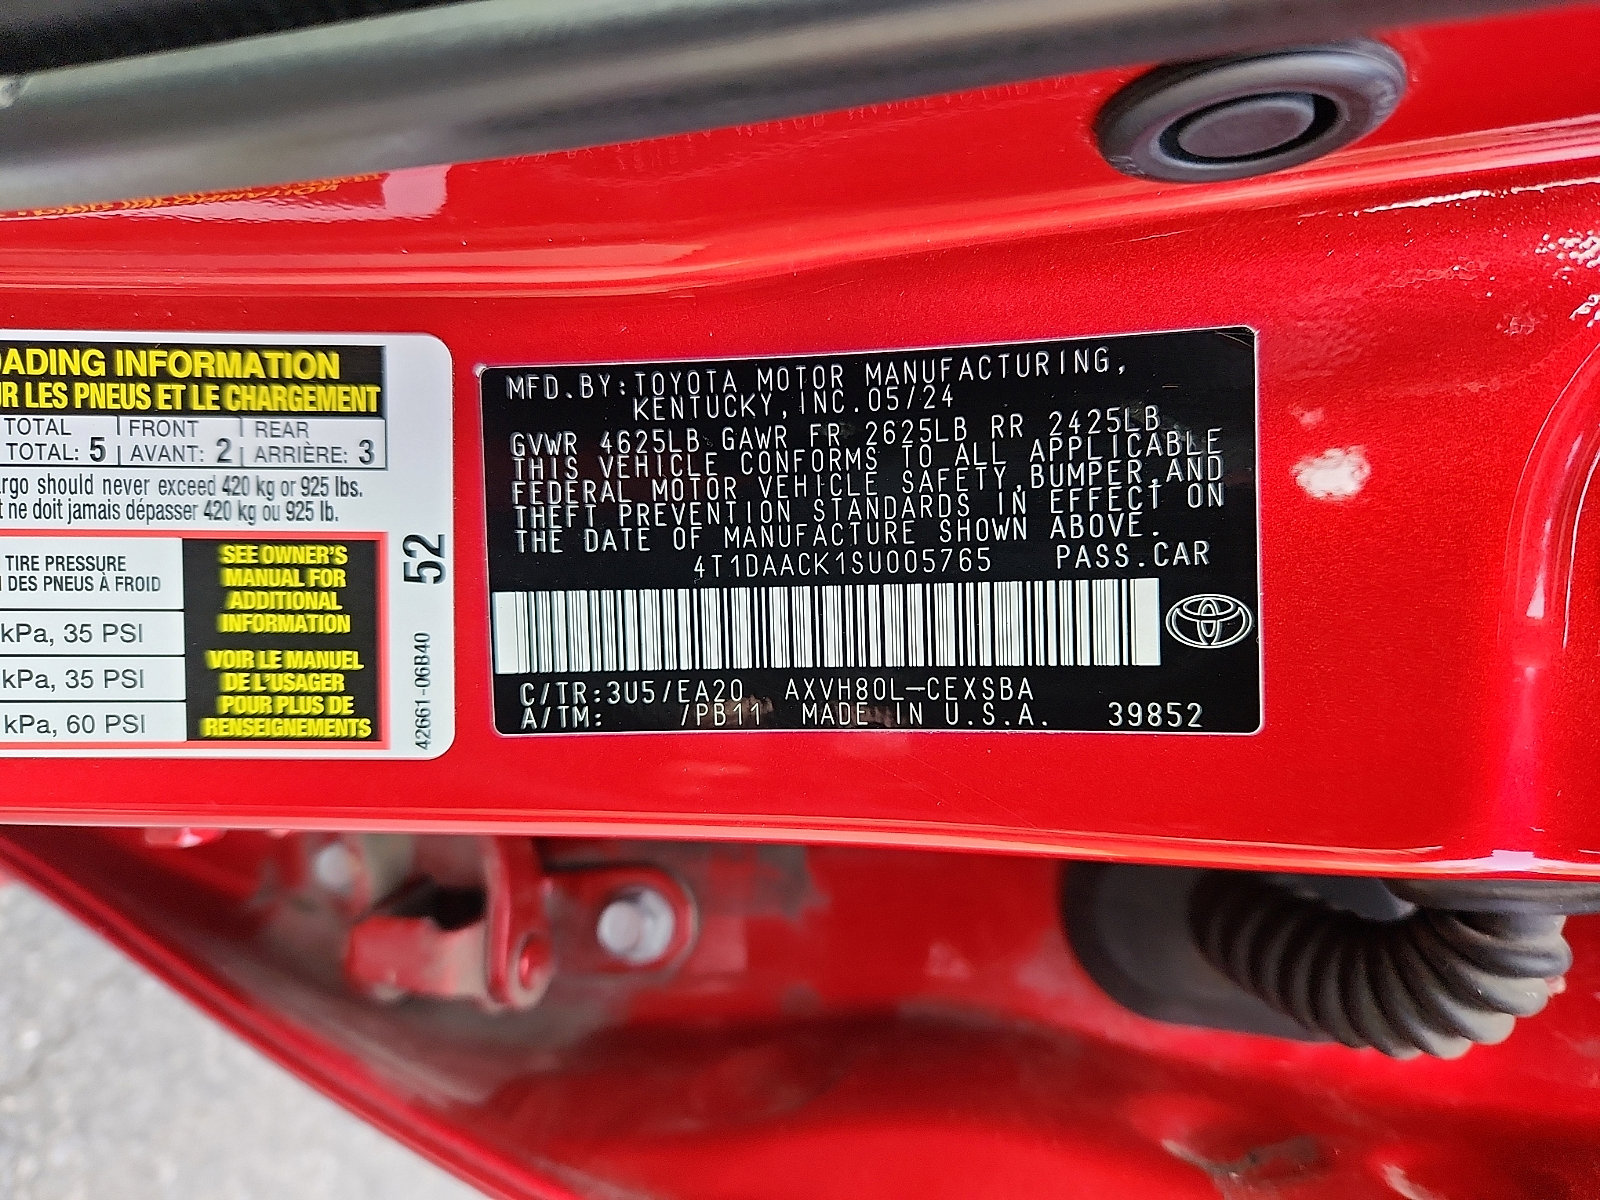 ADING INFORMATION
R LES PNEUS ET LE CHARGEMENT
TOTAL FRONT REAR
TOTAL: 5 AVANT: 2 ARRIÈRE: 3
should never exceed 420 kg or 925 lbs.
ne doit jamais dépasser 420 kg ou 925 lb.
TIRE PRESSURE
DES PNEUS À FROID
kPa, 35 PSI
kPa, 35 PSI
kPa, 60 PSI
SEE OWNER'S
MANUAL FOR
ADDITIONAL
INFORMATION
VOIR LE MANUEL
DE L'USAGER
POUR PLUS DE
RENSEIGNEMENTS
52
42661-06B40
MFD.BY:TOYOTA MOTOR MANUFACTURING,
KENTUCKY,INC.05/24
GVWR 4625LB GAWR FR 2625LB RR 2425LB
THIS VEHICLE CONFORMS TO ALL APPLICABLE
FEDERAL MOTOR VEHICLE SAFETY,BUMPER,AND
THEFT PREVENTION STANDARDS IN EFFECT ON
THE DATE OF MANUFACTURE SHOWN ABOVE.
4T1DAACK1SU005765 PASS.CAR
C/TR:3U5/EA20 AXVH80L-CEXSBA
A/TM: /PB11 MADE IN U.S.A. 39852